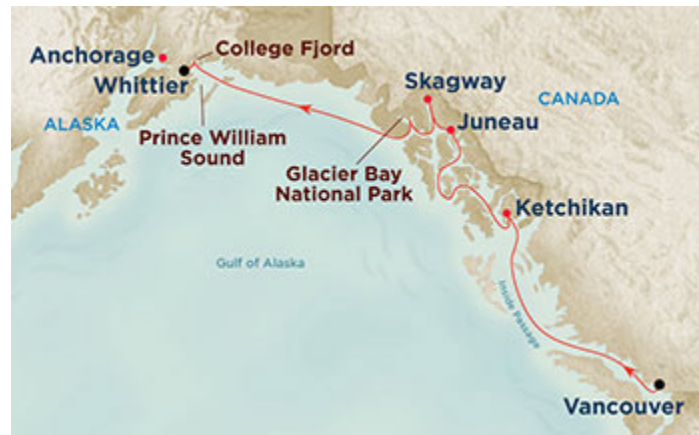 College Fjord
Anchorage
Whittier
Skagway
CANADA
ALASKA
Juneau
Prince William
Sound
Glacier Bay
National Park
Ketchikan
Gulf of Alaska
Inside Passage
Vancouver